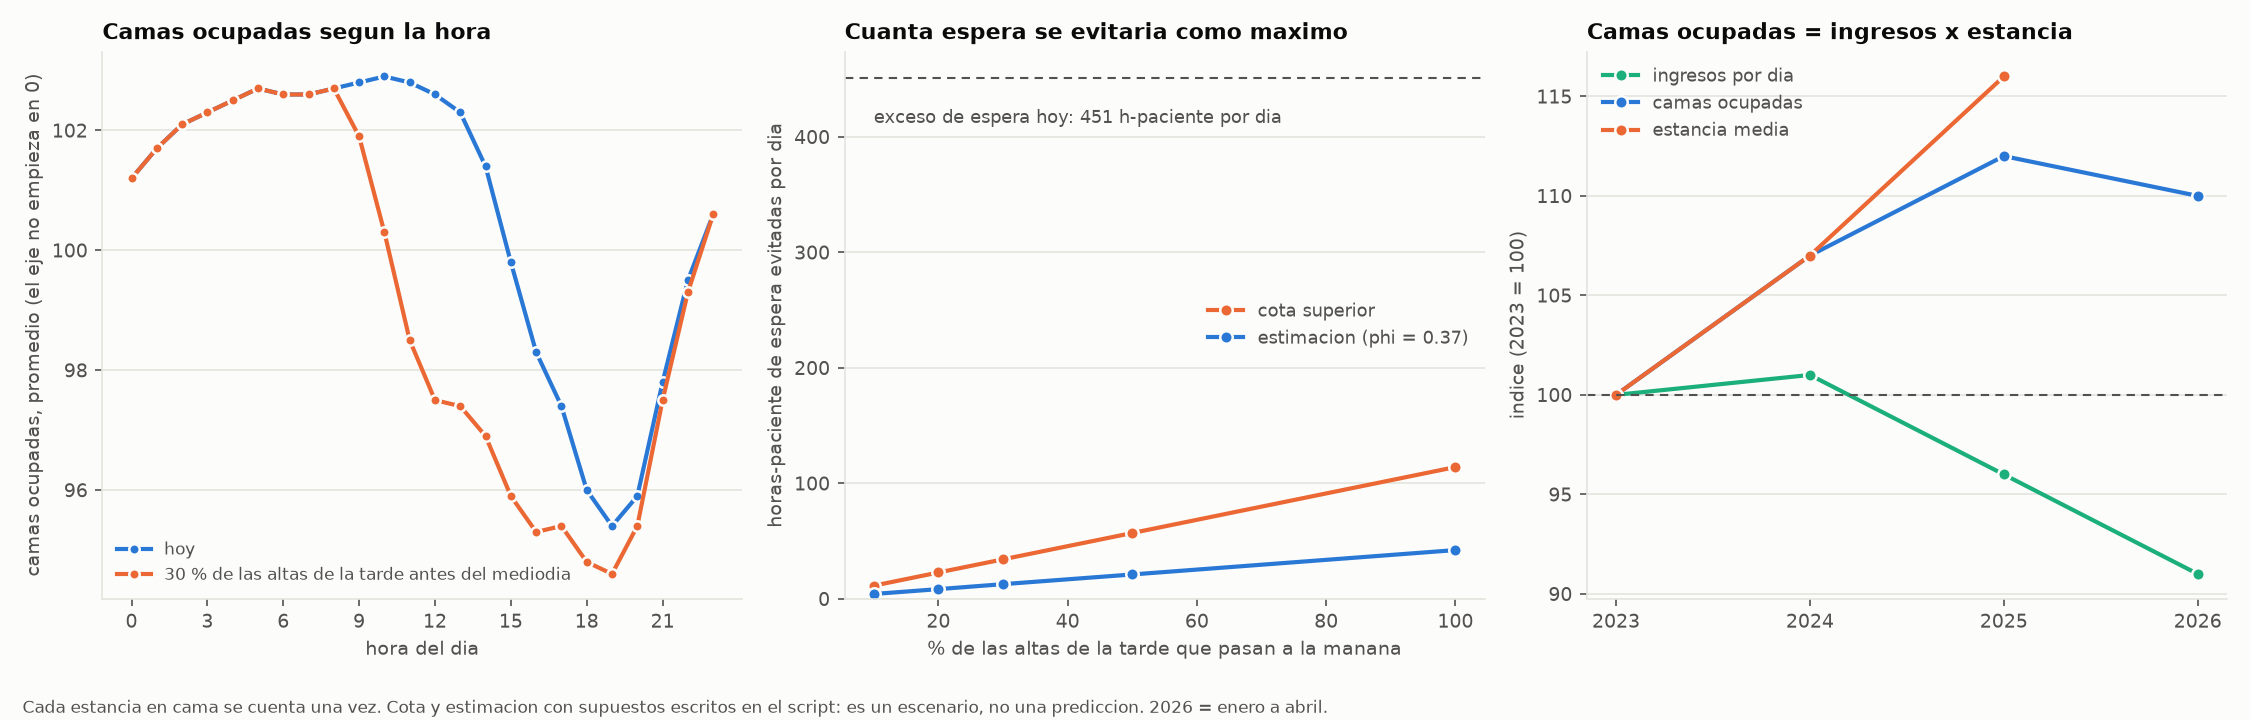 Camas ocupadas segun la hora
camas ocupadas, promedio (el eje no empieza en 0)
102
100
98
96
hoy
30 % de las altas de la tarde antes del mediodia
0 3 6 9 12 15 18 21
hora del dia
Cuanta espera se evitaria como maximo
horas-paciente de espera evitadas por dia
exceso de espera hoy: 451 h-paciente por dia
400
300
200
100
0
cota superior
estimacion (phi = 0.37)
20 40 60 80 100
% de las altas de la tarde que pasan a la manana
Camas ocupadas = ingresos x estancia
indice (2023 = 100)
ingresos por dia
camas ocupadas
estancia media
115
110
105
100
95
90
2023 2024 2025 2026
Cada estancia en cama se cuenta una vez. Cota y estimacion con supuestos escritos en el script: es un escenario, no una prediccion. 2026 = enero a abril.